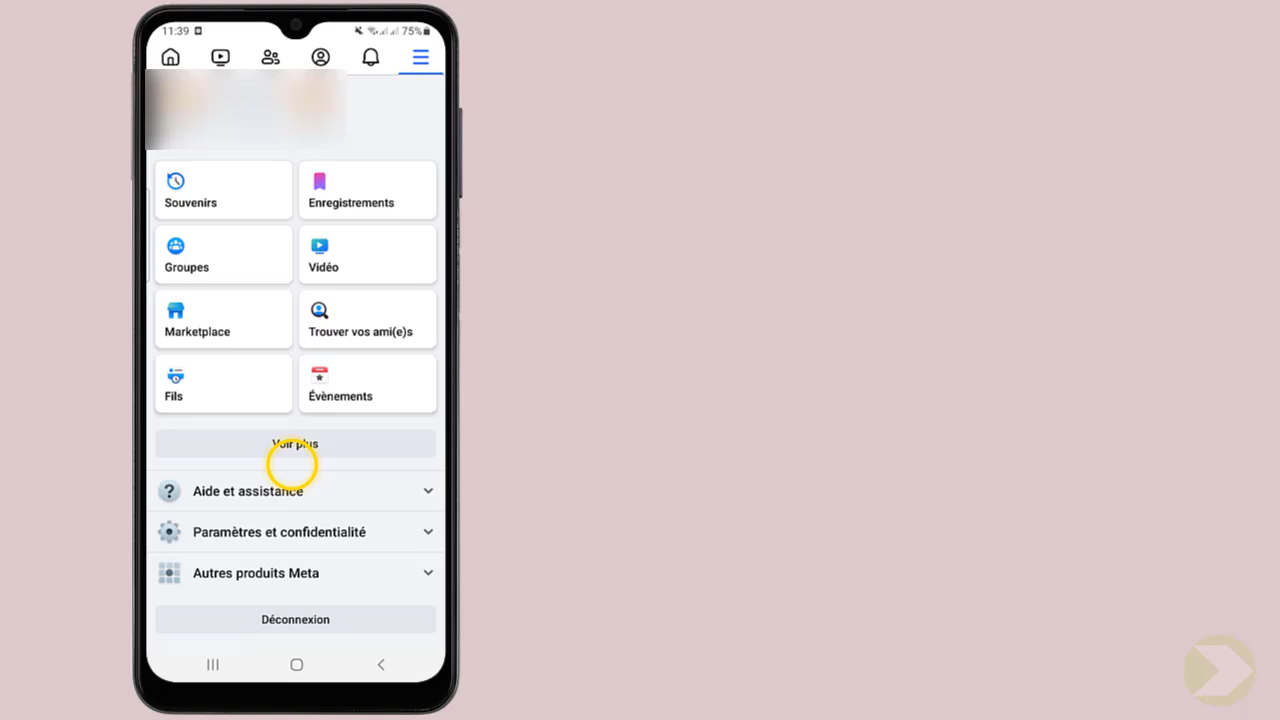 11:39
75%
Souvenirs
Enregistrements
Groupes
Vidéo
Marketplace
Trouver vos ami(e)s
Fils
Évènements
Voir plus
Aide et assistance
Paramètres et confidentialité
Autres produits Meta
Déconnexion